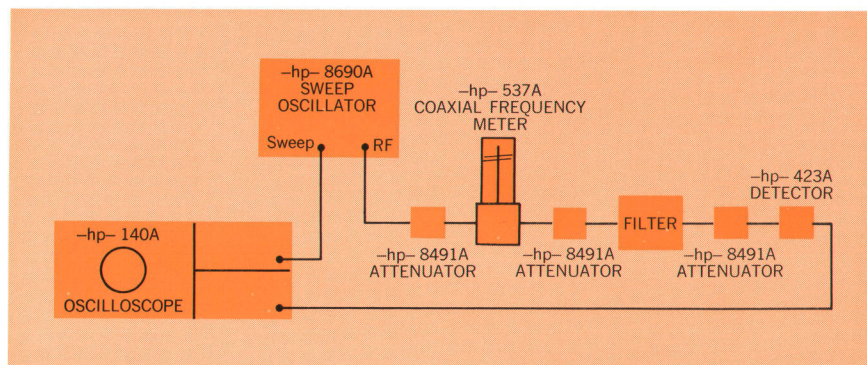 -hp- 8690A
SWEEP
OSCILLATOR
Sweep
RF
-hp- 537A
COAXIAL FREQUENCY
METER
-hp- 423A
DETECTOR
-hp- 140A
OSCILLOSCOPE
-hp- 8491A
ATTENUATOR
-hp- 8491A
ATTENUATOR
FILTER
-hp- 8491A
ATTENUATOR